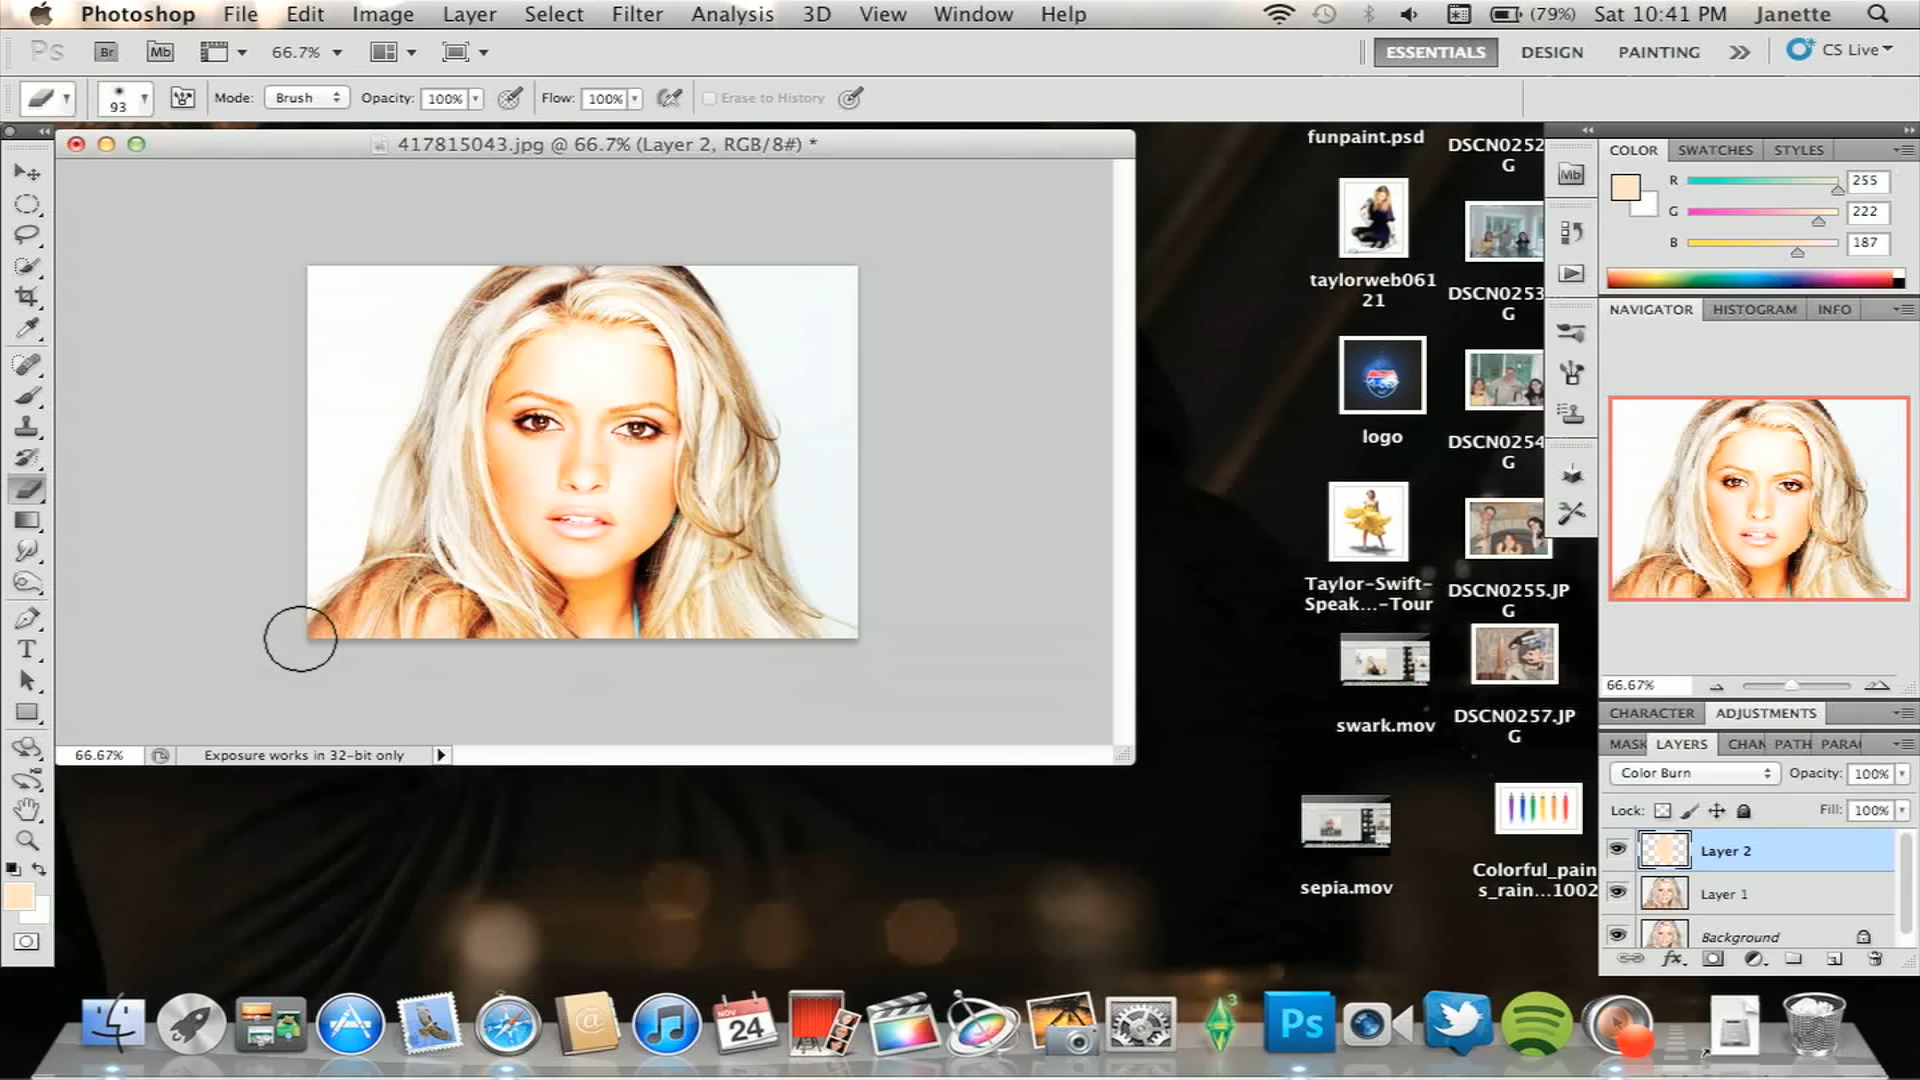 Photoshop File Edit Image Layer Select Filter Analysis 3D View Window Help (79%) Sat 10:41 PM Janette
Ps Br Mb 66.7% ESSENTIALS DESIGN PAINTING CS Live
93 Mode: Brush Opacity: 100% Flow: 100% Erase to History
417815043.jpg @ 66.7% (Layer 2, RGB/8#) *
66.67% Exposure works in 32-bit only
funpaint.psd
DSCN0252
G
taylorweb061
21
DSCN0253
G
logo
DSCN0254
G
Taylor-Swift-
Speak...-Tour
DSCN0255.JP
G
swark.mov
DSCN0257.JP
G
sepia.mov
Colorful_pain
s_rain...1002
Mb
COLOR SWATCHES STYLES
R 255
G 222
B 187
NAVIGATOR HISTOGRAM INFO
66.67%
CHARACTER ADJUSTMENTS
MASK LAYERS CHAN PATH PARA
Color Burn Opacity: 100%
Lock: Fill: 100%
Layer 2
Layer 1
Background
fx
T
NOV
24
3
Ps